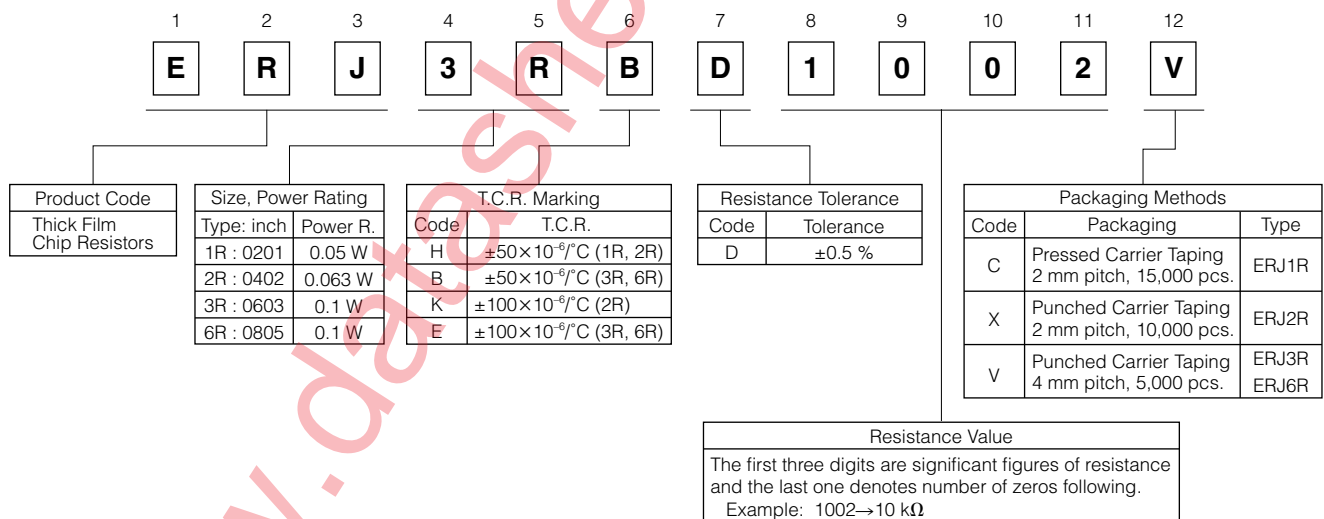 1 2 3 4 5 6 7 8 9 10 11 12
E R J 3 R B D 1 0 0 2 V
Product Code
Thick Film
Chip Resistors
Size, Power Rating
Type: inch Power R.
1R : 0201 0.05 W
2R : 0402 0.063 W
3R : 0603 0.1 W
6R : 0805 0.1 W
T.C.R. Marking
Code T.C.R.
H ±50×10⁻⁶/°C (1R, 2R)
B ±50×10⁻⁶/°C (3R, 6R)
K ±100×10⁻⁶/°C (2R)
E ±100×10⁻⁶/°C (3R, 6R)
Resistance Tolerance
Code Tolerance
D ±0.5 %
Packaging Methods
Code Packaging Type
C Pressed Carrier Taping
2 mm pitch, 15,000 pcs. ERJ1R
X Punched Carrier Taping
2 mm pitch, 10,000 pcs. ERJ2R
V Punched Carrier Taping
4 mm pitch, 5,000 pcs. ERJ3R
ERJ6R
Resistance Value
The first three digits are significant figures of resistance
and the last one denotes number of zeros following.
Example: 1002→10 kΩ
w.datashe